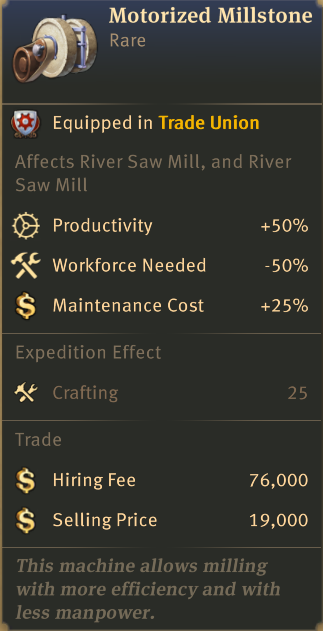 Motorized Millstone
Rare
Equipped in Trade Union
Affects River Saw Mill, and River
Saw Mill
Productivity +50%
Workforce Needed -50%
Maintenance Cost +25%
Expedition Effect
Crafting 25
Trade
Hiring Fee 76,000
Selling Price 19,000
This machine allows milling
with more efficiency and with
less manpower.